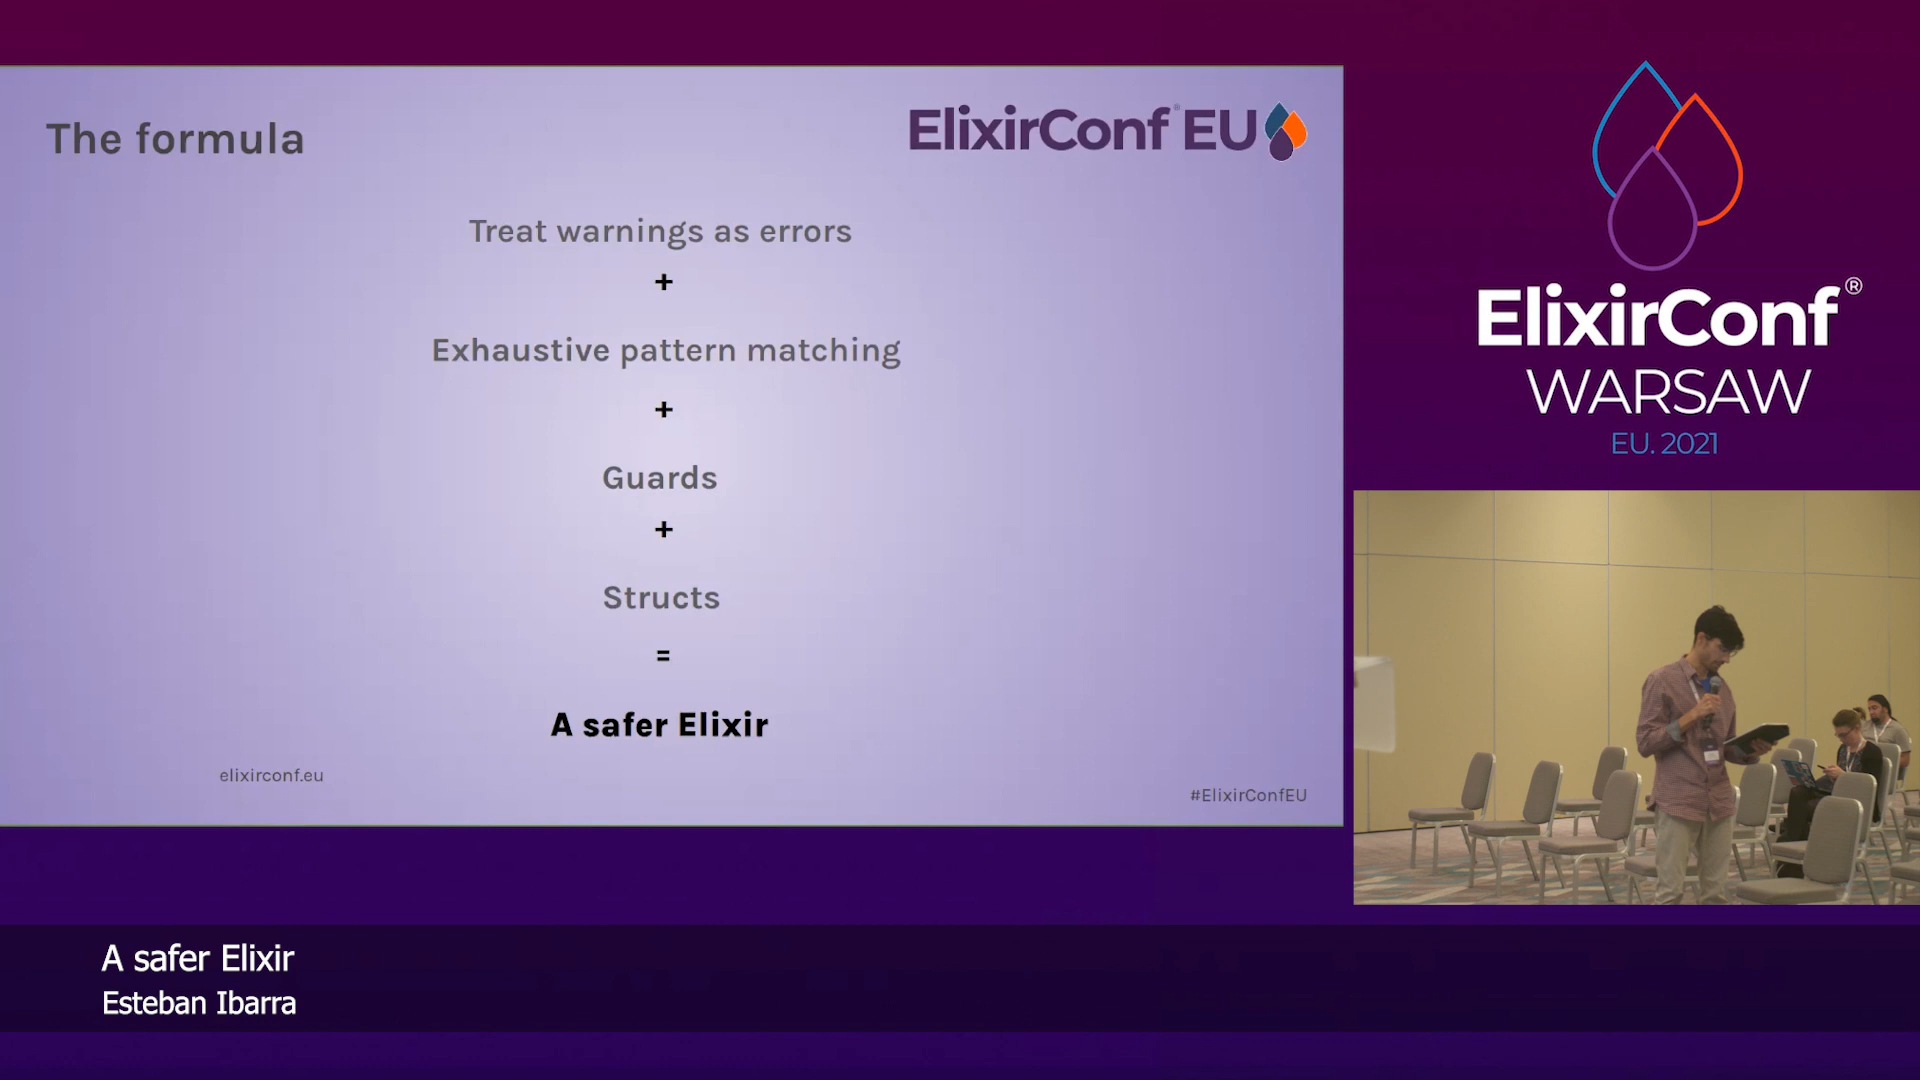 The formula
ElixirConf EU
Treat warnings as errors
+
Exhaustive pattern matching
+
Guards
+
Structs
=
A safer Elixir
elixirconf.eu
#ElixirConfEU
ElixirConf®
WARSAW
EU. 2021
A safer Elixir
Esteban Ibarra